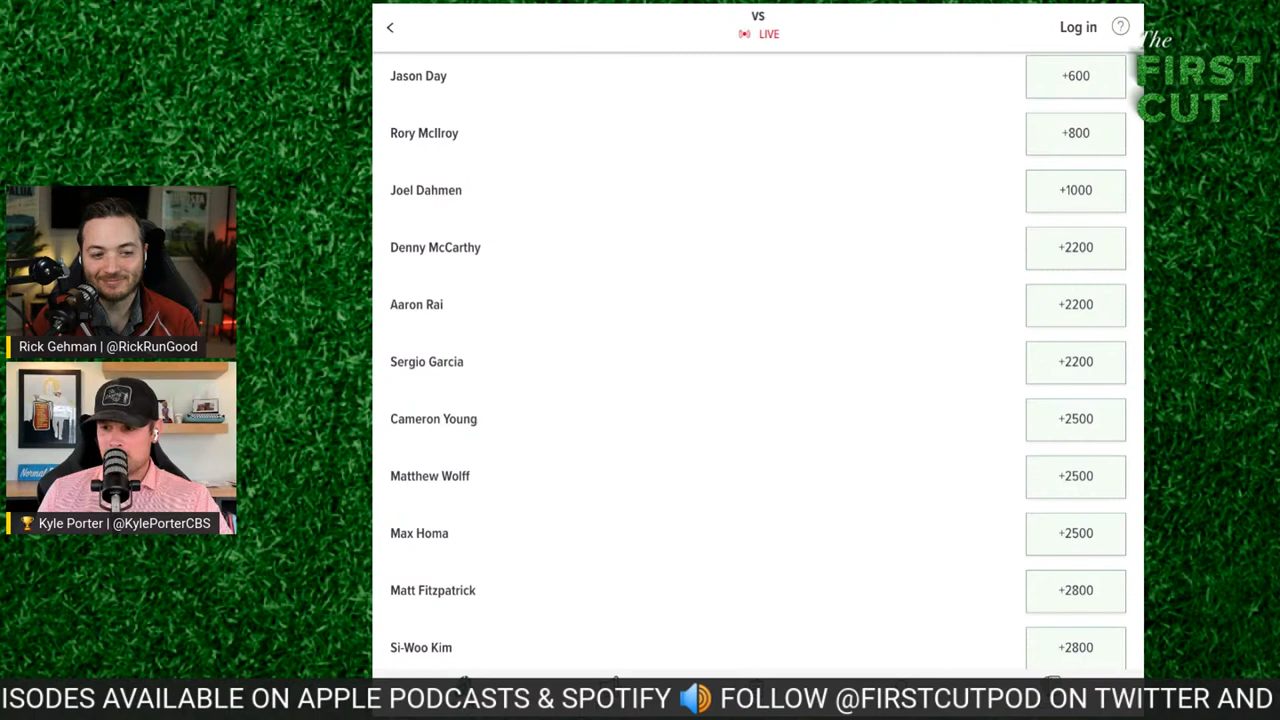 VS
LIVE
Log in
?
The
FIRST
CUT
Jason Day
+600
Rory McIlroy
+800
Joel Dahmen
+1000
Denny McCarthy
+2200
Aaron Rai
+2200
Sergio Garcia
+2200
Cameron Young
+2500
Matthew Wolff
+2500
Max Homa
+2500
Matt Fitzpatrick
+2800
Si-Woo Kim
+2800
Rick Gehman | @RickRunGood
Normal
Kyle Porter | @KylePorterCBS
ISODES AVAILABLE ON APPLE PODCASTS & SPOTIFY 🔊 FOLLOW @FIRSTCUTPOD ON TWITTER AND